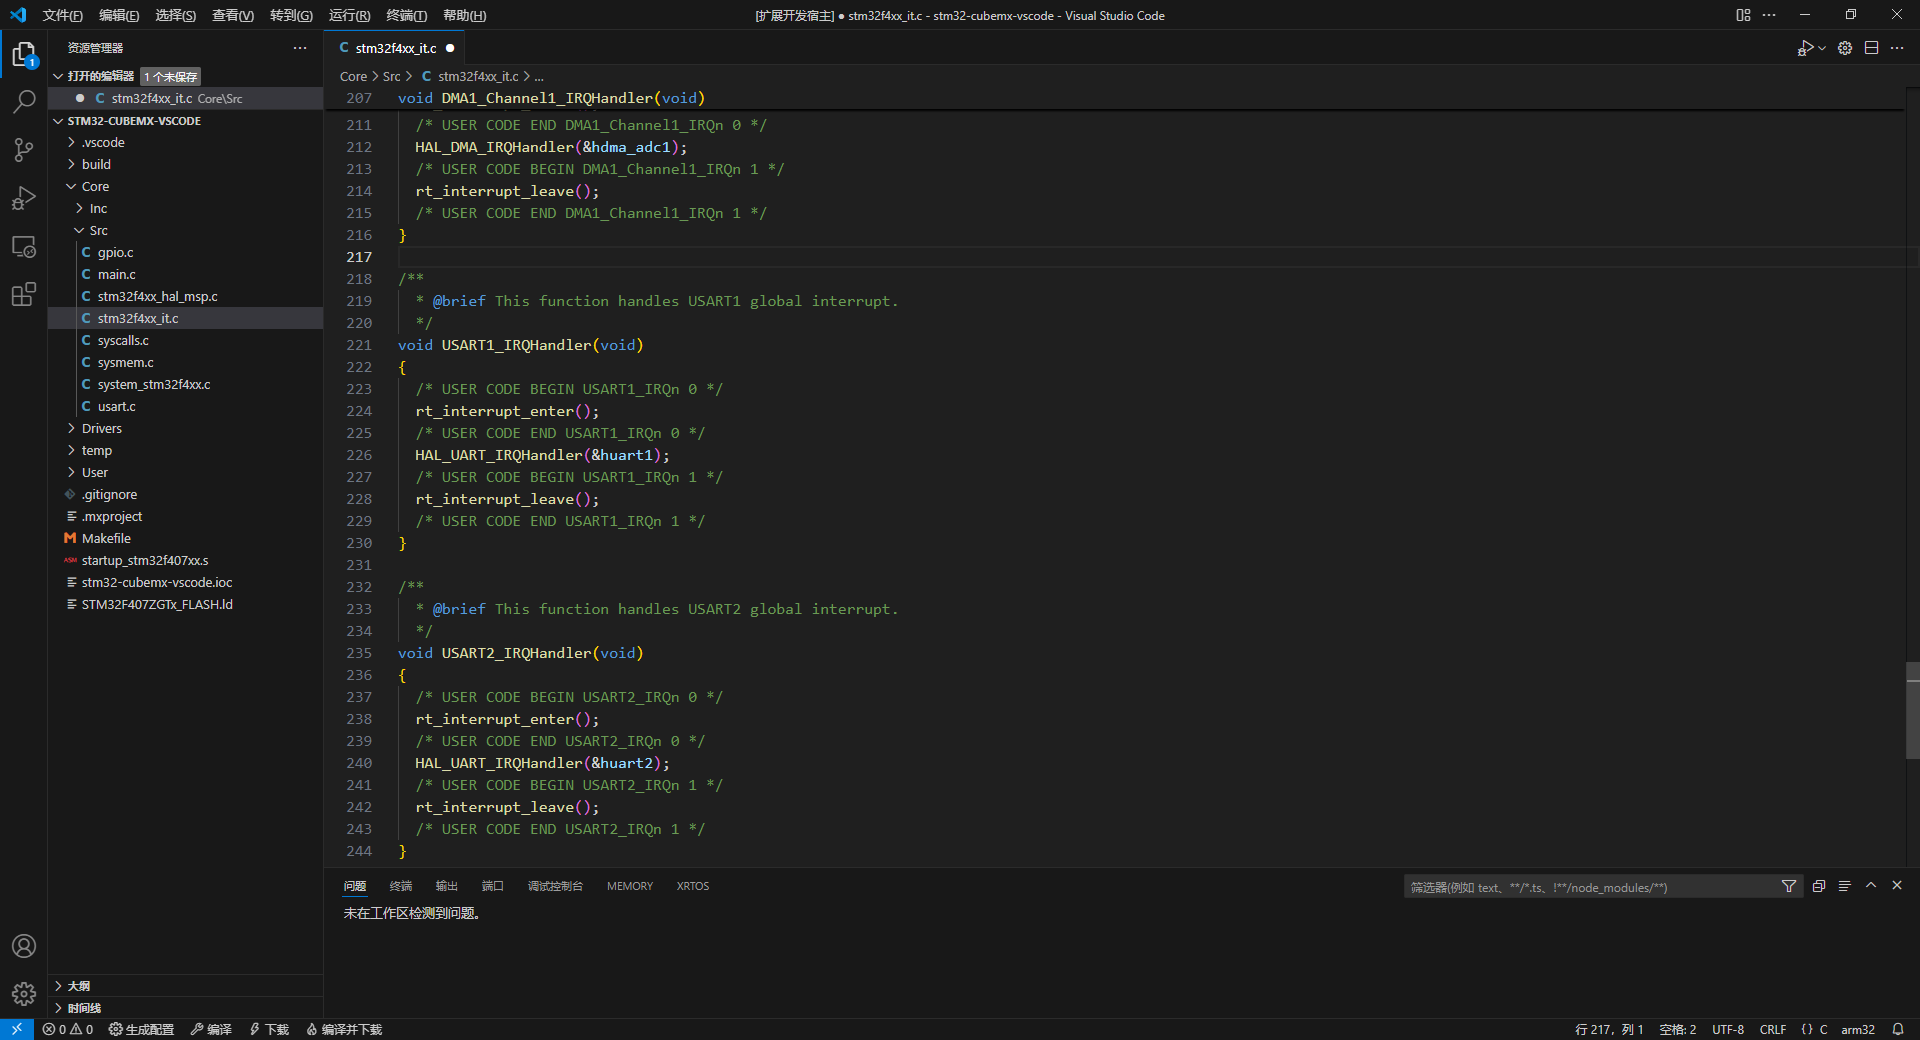 文件(F) 编辑(E) 选择(S) 查看(V) 转到(G) 运行(R) 终端(T) 帮助(H)
[扩展开发宿主] ● stm32f4xx_it.c - stm32-cubemx-vscode - Visual Studio Code
资源管理器
打开的编辑器 1 个未保存
C stm32f4xx_it.c Core\Src
STM32-CUBEMX-VSCODE
.vscode
build
Core
Inc
Src
C gpio.c
C main.c
C stm32f4xx_hal_msp.c
C stm32f4xx_it.c
C syscalls.c
C sysmem.c
C system_stm32f4xx.c
C usart.c
Drivers
temp
User
.gitignore
.mxproject
Makefile
ASM startup_stm32f407xx.s
stm32-cubemx-vscode.ioc
STM32F407ZGTx_FLASH.ld
大纲
时间线
C stm32f4xx_it.c
Core > Src > C stm32f4xx_it.c > ...
207 void DMA1_Channel1_IRQHandler(void)
211 /* USER CODE END DMA1_Channel1_IRQn 0 */
212 HAL_DMA_IRQHandler(&hdma_adc1);
213 /* USER CODE BEGIN DMA1_Channel1_IRQn 1 */
214 rt_interrupt_leave();
215 /* USER CODE END DMA1_Channel1_IRQn 1 */
216 }
217
218 /**
219 * @brief This function handles USART1 global interrupt.
220 */
221 void USART1_IRQHandler(void)
222 {
223 /* USER CODE BEGIN USART1_IRQn 0 */
224 rt_interrupt_enter();
225 /* USER CODE END USART1_IRQn 0 */
226 HAL_UART_IRQHandler(&huart1);
227 /* USER CODE BEGIN USART1_IRQn 1 */
228 rt_interrupt_leave();
229 /* USER CODE END USART1_IRQn 1 */
230 }
231
232 /**
233 * @brief This function handles USART2 global interrupt.
234 */
235 void USART2_IRQHandler(void)
236 {
237 /* USER CODE BEGIN USART2_IRQn 0 */
238 rt_interrupt_enter();
239 /* USER CODE END USART2_IRQn 0 */
240 HAL_UART_IRQHandler(&huart2);
241 /* USER CODE BEGIN USART2_IRQn 1 */
242 rt_interrupt_leave();
243 /* USER CODE END USART2_IRQn 1 */
244 }
问题 终端 输出 端口 调试控制台 MEMORY XRTOS
筛选器(例如 text、**/*.ts、!**/node_modules/**)
未在工作区检测到问题。
0 0 生成配置 编译 下载 编译并下载
行 217，列 1 空格: 2 UTF-8 CRLF {} C arm32